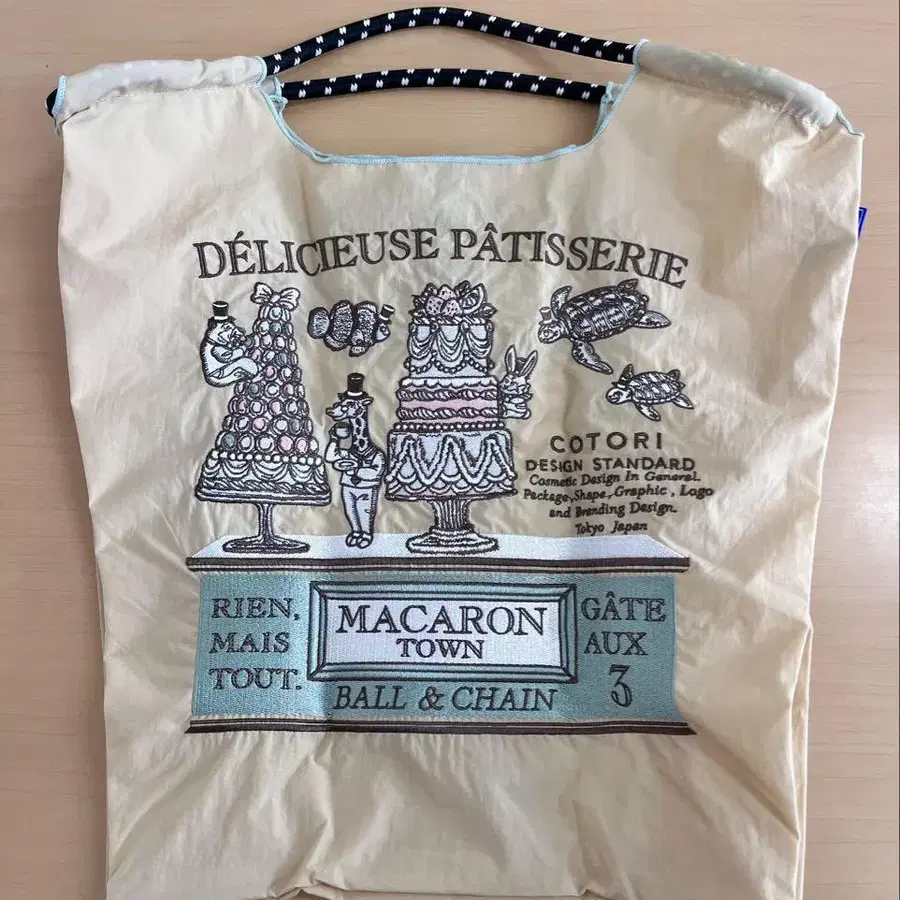 DÉLICIEUSE PÂTISSERIE
COTORI
DESIGN STANDARD
Cosmetic Design In General.
Package, Shape, Graphic, Logo
and Branding Design.
Tokyo Japan
RIEN,
MAIS
TOUT.
MACARON
TOWN
BALL & CHAIN
GÂTE
AUX
3